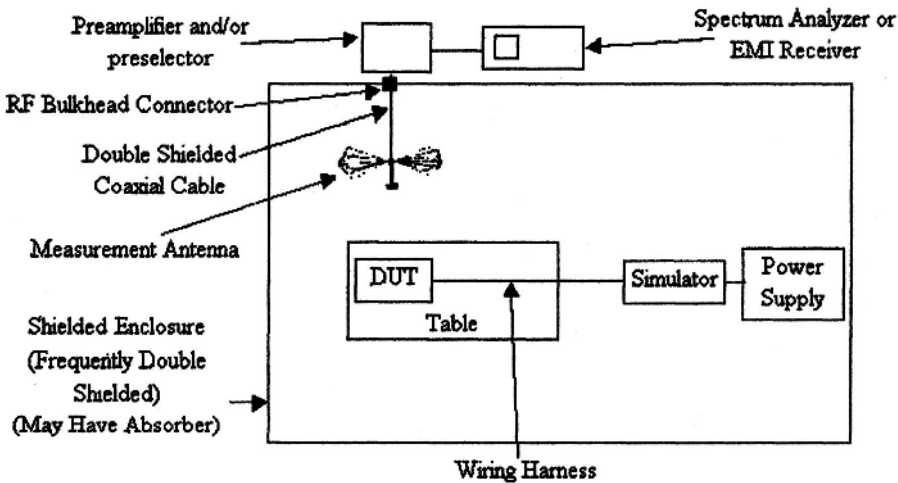 Preamplifier and/or
preselector
Spectrum Analyzer or
EMI Receiver
RF Bulkhead Connector
Double Shielded
Coaxial Cable
Measurement Antenna
DUT
Table
Simulator
Power
Supply
Shielded Enclosure
(Frequently Double
Shielded)
(May Have Absorber)
Wiring Harness